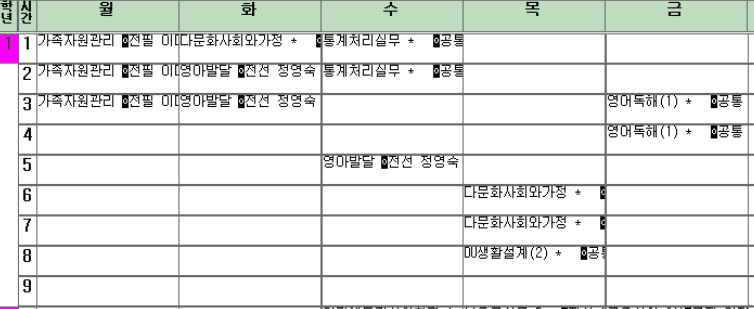 학년 시간 월 화 수 목 금
1 1 가족자원관리 전필 이 다문화사회와가정 * 통계처리실무 * 공통
2 가족자원관리 전필 이 영아발달 전선 정영숙 통계처리실무 * 공통
3 가족자원관리 전필 이 영아발달 전선 정영숙 영어독해(1) * 공통
4 영어독해(1) * 공통
5 영아발달 전선 정영숙
6 다문화사회와가정 *
7 다문화사회와가정 *
8 DU생활설계(2) * 공통
9